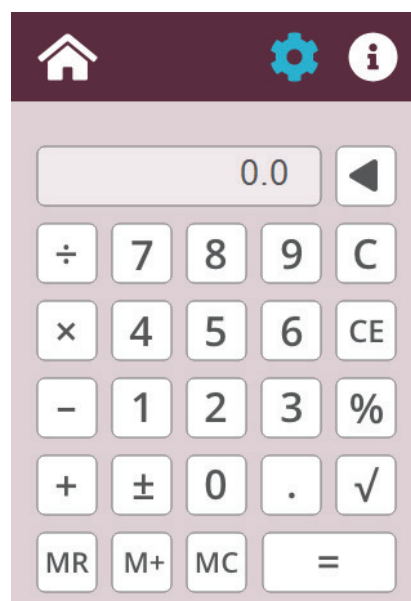 i
0.0
÷ 7 8 9 C
× 4 5 6 CE
− 1 2 3 %
+ ± 0 . √
MR M+ MC =